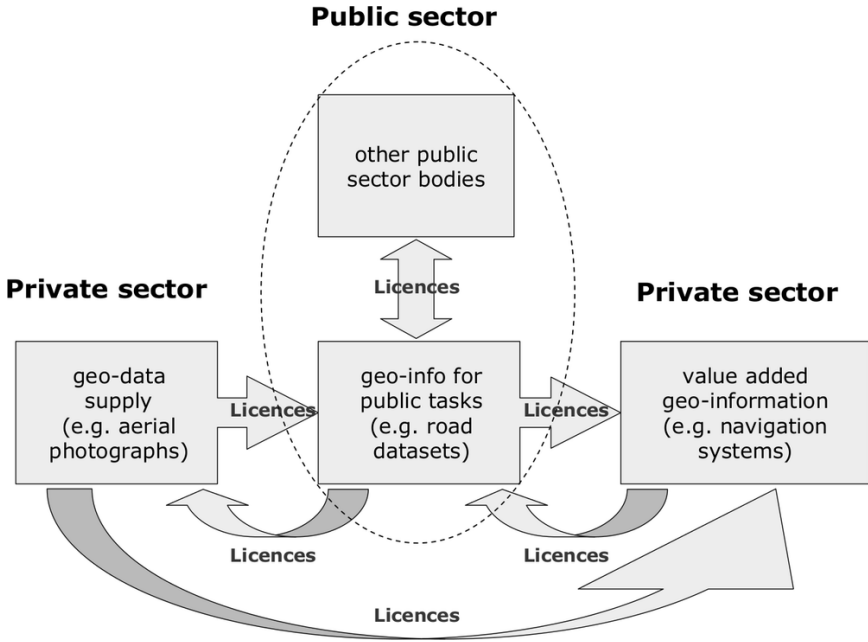 Public sector
other public
sector bodies
Licences
Private sector
Private sector
geo-data
supply
(e.g. aerial
photographs)
Licences
geo-info for
public tasks
(e.g. road
datasets)
Licences
value added
geo-information
(e.g. navigation
systems)
Licences
Licences
Licences